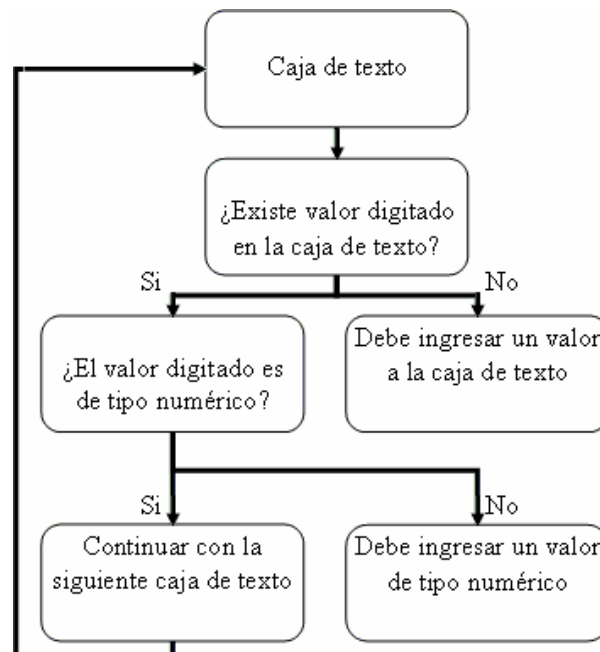 Caja de texto
¿Existe valor digitado
en la caja de texto?
Si
No
¿El valor digitado es
de tipo numérico?
Debe ingresar un valor
a la caja de texto
Si
No
Continuar con la
siguiente caja de texto
Debe ingresar un valor
de tipo numérico